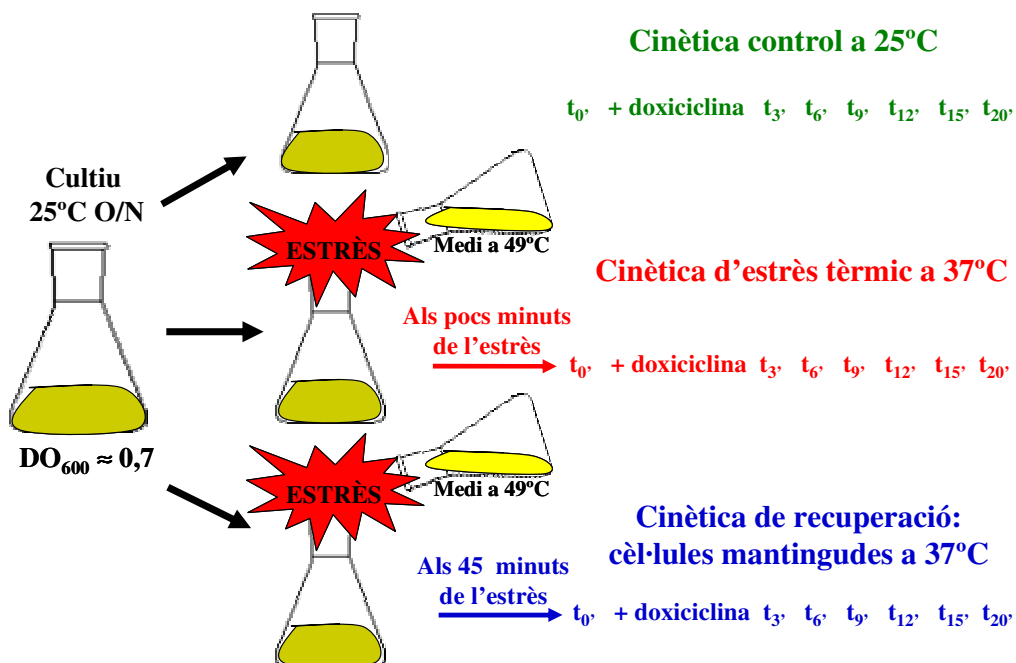 Cinètica control a 25ºC
t0' + doxiciclina t3' t6' t9' t12' t15' t20'
Cultiu
25ºC O/N
DO600 ≈ 0,7
ESTRÈS
Medi a 49ºC
Cinètica d'estrès tèrmic a 37ºC
Als pocs minuts
de l'estrès
t0' + doxiciclina t3' t6' t9' t12' t15' t20'
ESTRÈS
Medi a 49ºC
Cinètica de recuperació:
cèl·lules mantingudes a 37ºC
Als 45 minuts
de l'estrès
t0' + doxiciclina t3' t6' t9' t12' t15' t20'